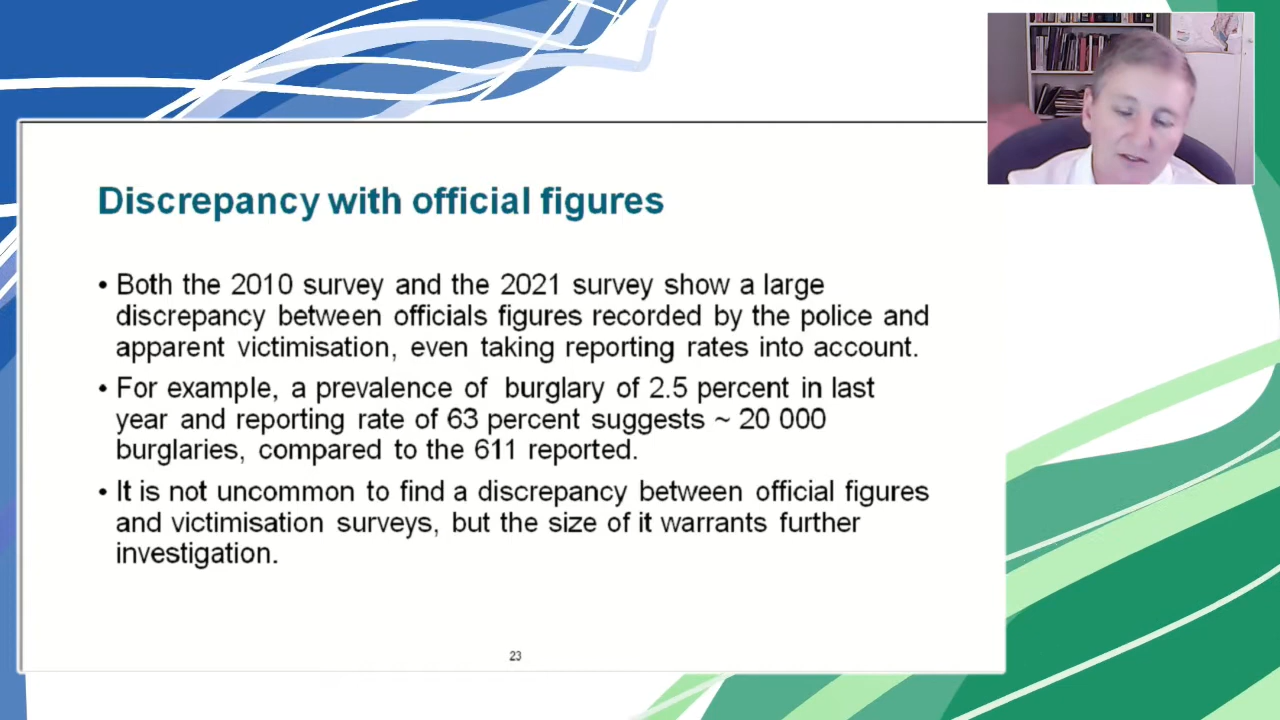 Discrepancy with official figures
• Both the 2010 survey and the 2021 survey show a large
discrepancy between officials figures recorded by the police and
apparent victimisation, even taking reporting rates into account.
• For example, a prevalence of burglary of 2.5 percent in last
year and reporting rate of 63 percent suggests ~ 20 000
burglaries, compared to the 611 reported.
• It is not uncommon to find a discrepancy between official figures
and victimisation surveys, but the size of it warrants further
investigation.
23